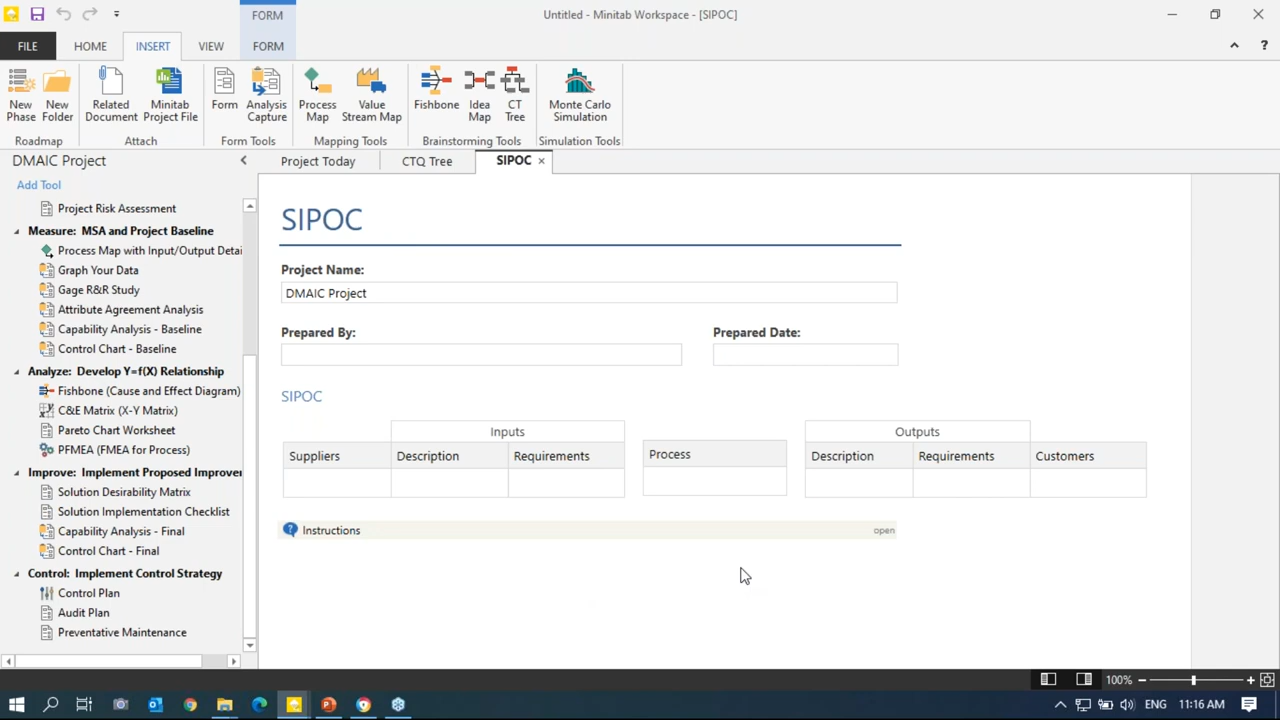 FORM
Untitled - Minitab Workspace - [SIPOC]
FILE
HOME
INSERT
VIEW
FORM
?
New Phase
New Folder
Related Document
Minitab Project File
Form
Analysis Capture
Process Map
Value Stream Map
Fishbone
Idea Map
CT Tree
Monte Carlo Simulation
Roadmap
Attach
Form Tools
Mapping Tools
Brainstorming Tools
Simulation Tools
DMAIC Project
Project Today
CTQ Tree
SIPOC ×
Add Tool
Project Risk Assessment
Measure: MSA and Project Baseline
Process Map with Input/Output Detai
Graph Your Data
Gage R&R Study
Attribute Agreement Analysis
Capability Analysis - Baseline
Control Chart - Baseline
Analyze: Develop Y=f(X) Relationship
Fishbone (Cause and Effect Diagram)
C&E Matrix (X-Y Matrix)
Pareto Chart Worksheet
PFMEA (FMEA for Process)
Improve: Implement Proposed Improver
Solution Desirability Matrix
Solution Implementation Checklist
Capability Analysis - Final
Control Chart - Final
Control: Implement Control Strategy
Control Plan
Audit Plan
Preventative Maintenance
SIPOC
Project Name:
DMAIC Project
Prepared By:
Prepared Date:
SIPOC
Inputs
Outputs
Suppliers
Description
Requirements
Process
Description
Requirements
Customers
? Instructions
open
100%
ENG
11:16 AM